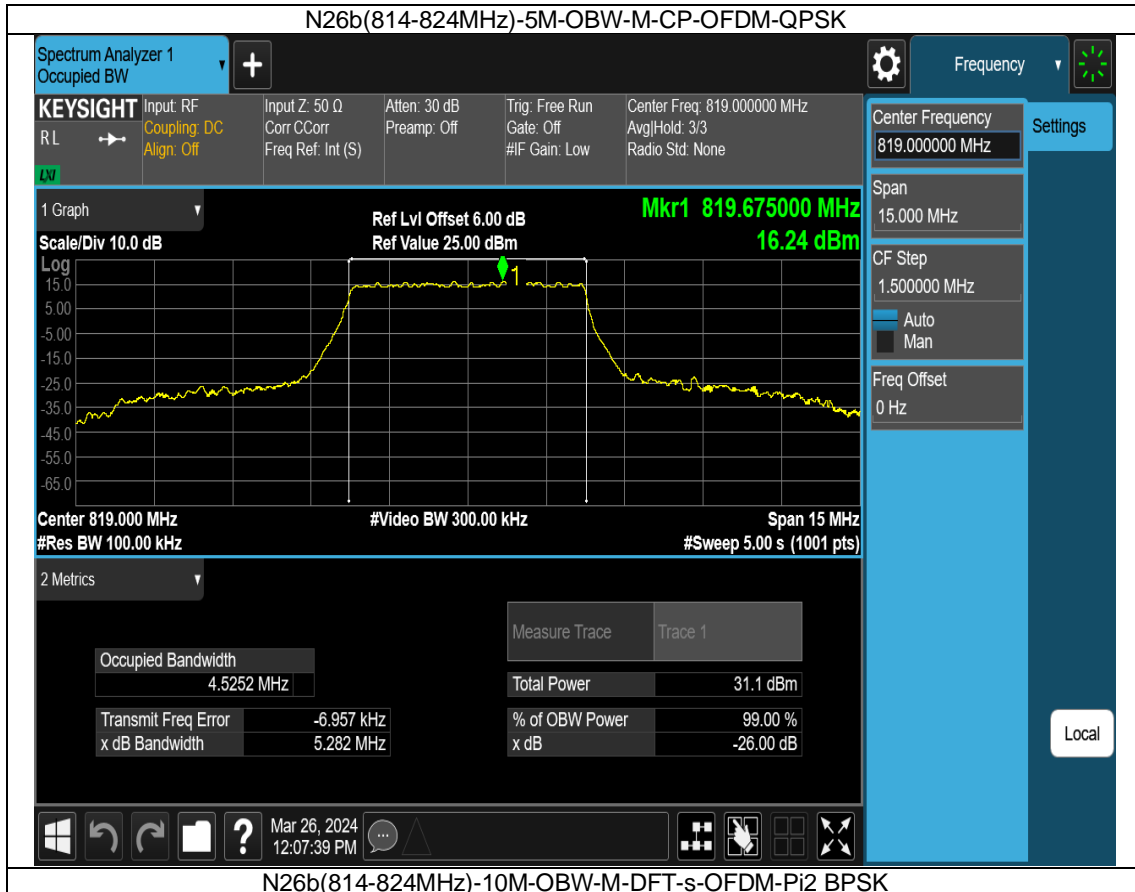 N26b(814-824MHz)-5M-OBW-M-CP-OFDM-QPSK
Spectrum Analyzer 1
Occupied BW
+
Frequency
KEYSIGHT
RL
LXI
Input: RF
Coupling: DC
Align: Off
Input Z: 50 Ω
Corr CCorr
Freq Ref: Int (S)
Atten: 30 dB
Preamp: Off
Trig: Free Run
Gate: Off
#IF Gain: Low
Center Freq: 819.000000 MHz
Avg|Hold: 3/3
Radio Std: None
Center Frequency
819.000000 MHz
Settings
Span
15.000 MHz
CF Step
1.500000 MHz
Auto
Man
Freq Offset
0 Hz
Local
1 Graph
Scale/Div 10.0 dB
Ref Lvl Offset 6.00 dB
Ref Value 25.00 dBm
Mkr1 819.675000 MHz
16.24 dBm
Log
1
15.0
5.00
-5.00
-15.0
-25.0
-35.0
-45.0
-55.0
-65.0
Center 819.000 MHz
#Video BW 300.00 kHz
Span 15 MHz
#Res BW 100.00 kHz
#Sweep 5.00 s (1001 pts)
2 Metrics
Measure Trace
Trace 1
Occupied Bandwidth
4.5252 MHz
Total Power
31.1 dBm
Transmit Freq Error
-6.957 kHz
% of OBW Power
99.00 %
x dB Bandwidth
5.282 MHz
x dB
-26.00 dB
?
Mar 26, 2024
12:07:39 PM
N26b(814-824MHz)-10M-OBW-M-DFT-s-OFDM-Pi2 BPSK